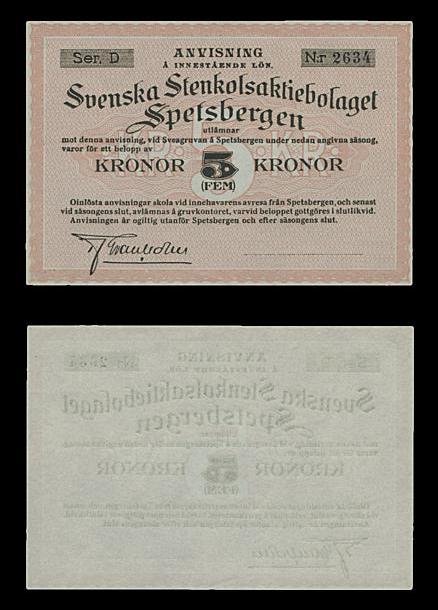 ANVISNING
Å INNESTÅENDE LÖN.
Ser. D
N:r 2634
Svenska Stenkolsaktiebolaget
Spetsbergen
utlämnar
mot denna anvisning, vid Sveagruvan å Spetsbergen under nedan angivna säsong,
varor för ett belopp av
KRONOR 5 KRONOR
(FEM)
Oinlösta anvisningar skola vid innehavarens avresa från Spetsbergen, och senast
vid säsongens slut, avlämnas å gruvkontoret, varvid beloppet gottgöres i slutlikvid.
Anvisningen är ogiltig utanför Spetsbergen och efter säsongens slut.